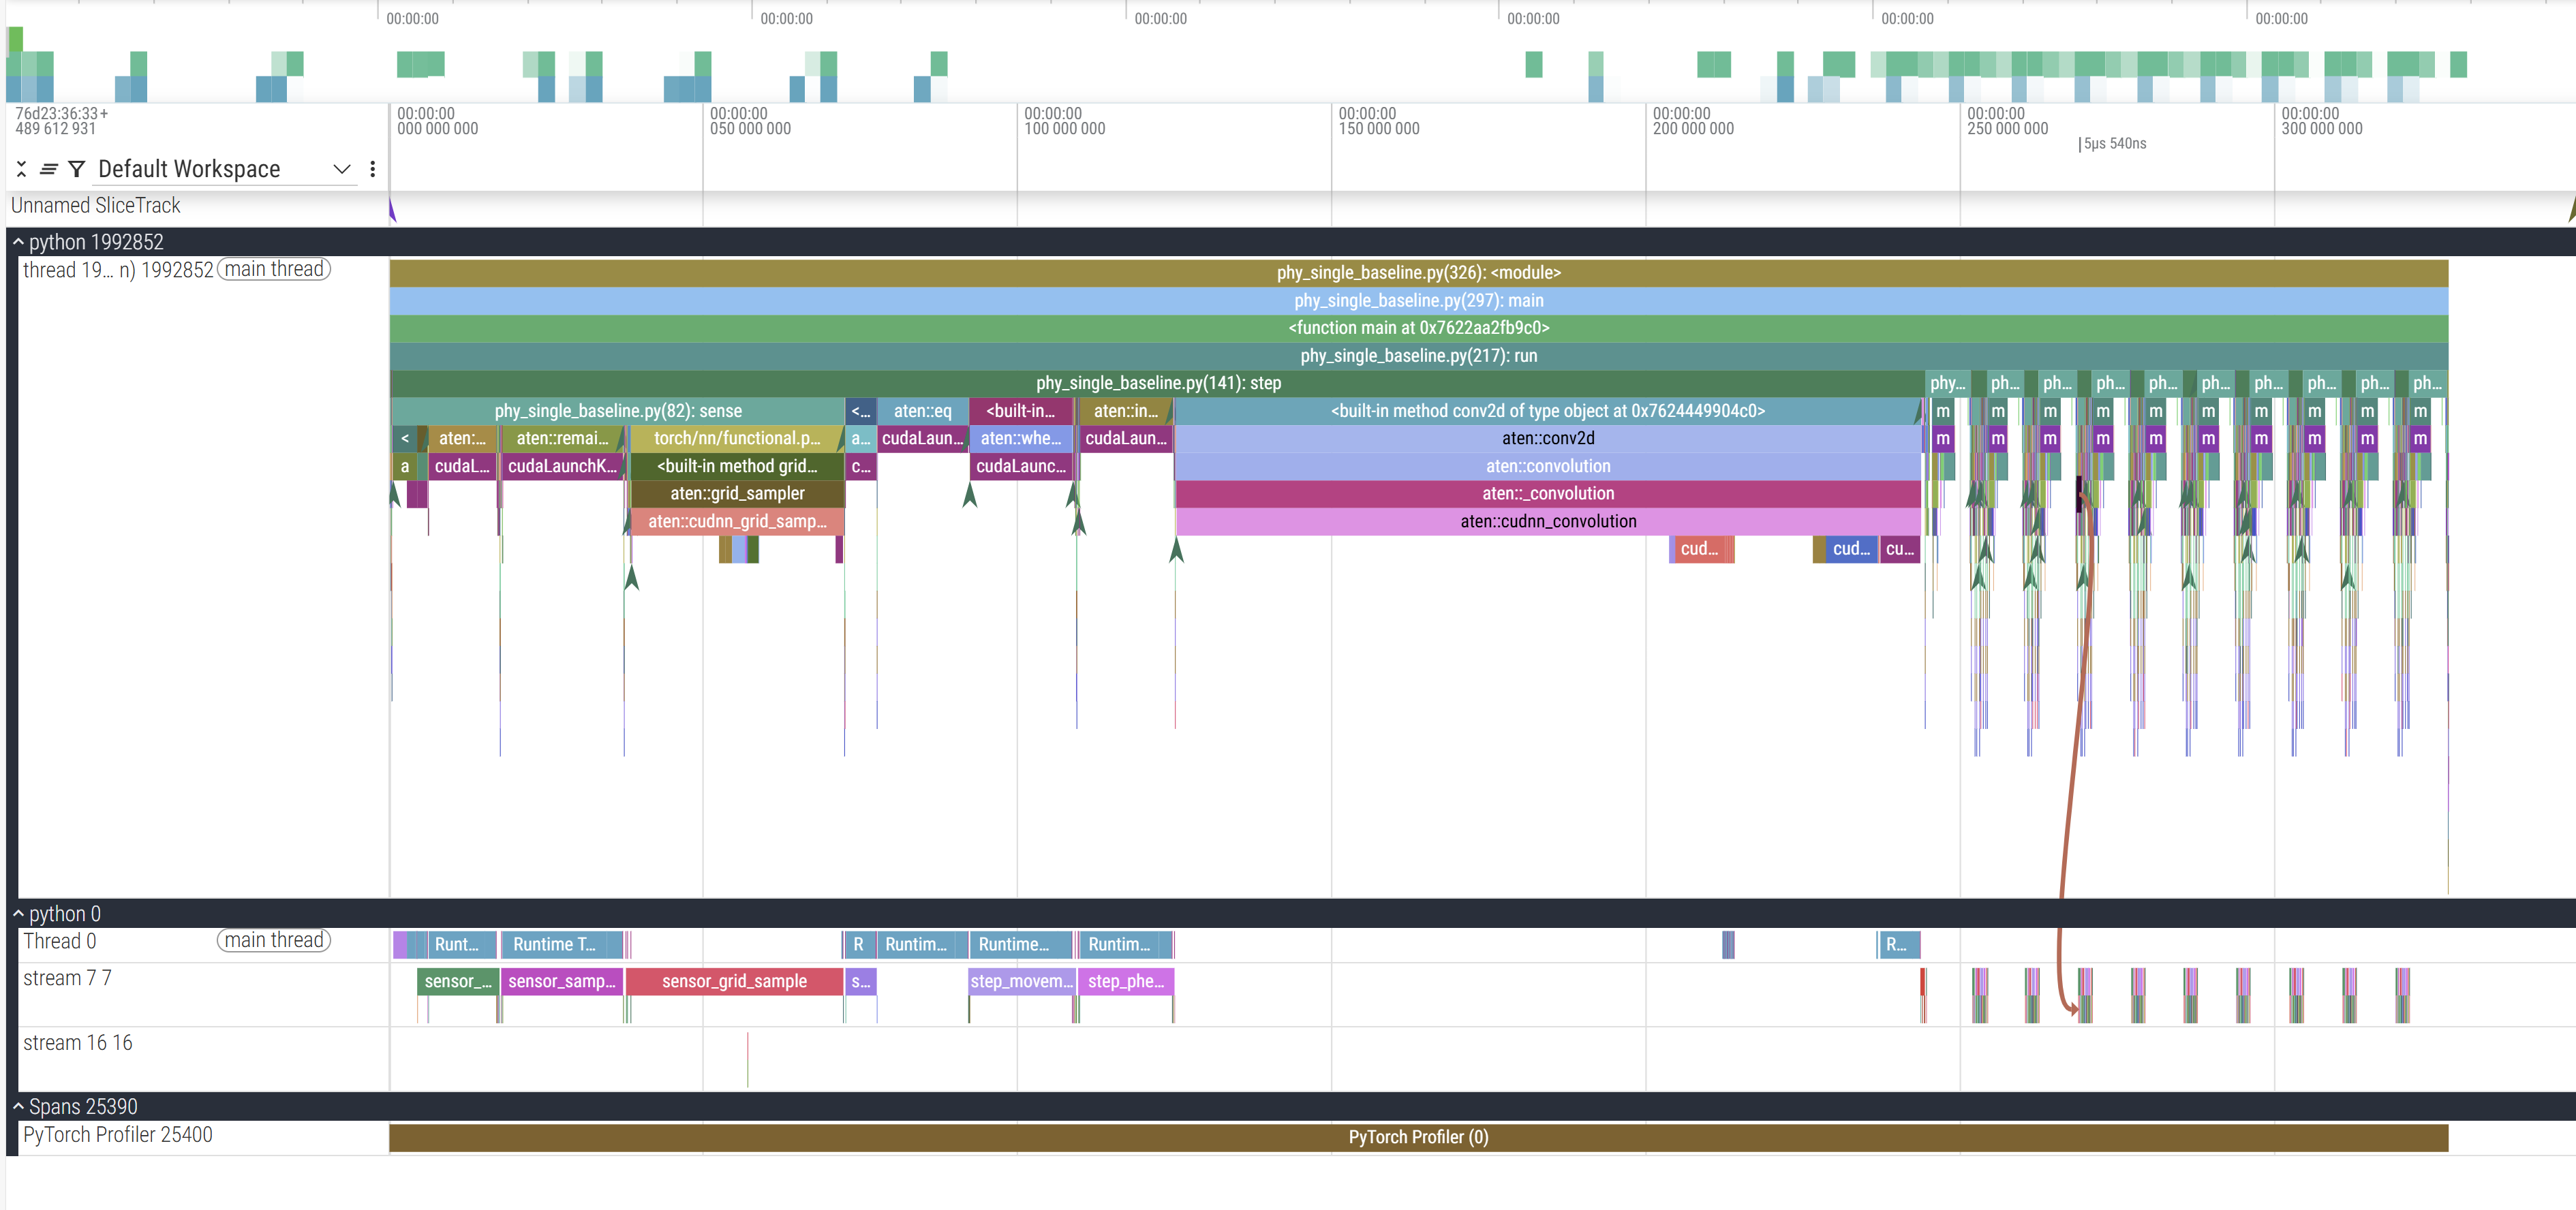 00:00:00 00:00:00 00:00:00 00:00:00 00:00:00 00:00:00
76d23:36:33+ 00:00:00 00:00:00 00:00:00 00:00:00 00:00:00 00:00:00 00:00:00
489 612 931 000 000 000 050 000 000 100 000 000 150 000 000 200 000 000 250 000 000 300 000 000
5µs 540ns
Default Workspace
Unnamed SliceTrack
python 1992852
thread 19... n) 1992852 main thread
phy_single_baseline.py(326): <module>
phy_single_baseline.py(297): main
<function main at 0x7622aa2fb9c0>
phy_single_baseline.py(217): run
phy_single_baseline.py(141): step phy... ph... ph... ph... ph... ph... ph... ph... ph... ph...
phy_single_baseline.py(82): sense <... aten::eq <built-in... aten::in... <built-in method conv2d of type object at 0x7624449904c0> m m m m m m m m m m
< aten:... aten::remai... torch/nn/functional.p... a... cudaLaun... aten::whe... cudaLaun... aten::conv2d m m m m m m m m m m
a cudaL... cudaLaunchK... <built-in method grid... c... cudaLaunc... aten::convolution
aten::grid_sampler aten::_convolution
aten::cudnn_grid_samp... aten::cudnn_convolution
cud... cud... cu...
python 0
Thread 0 main thread Runt... Runtime T... R Runtim... Runtime... Runtim... R...
stream 7 7 sensor_... sensor_samp... sensor_grid_sample s... step_movem... step_phe...
stream 16 16
Spans 25390
PyTorch Profiler 25400 PyTorch Profiler (0)